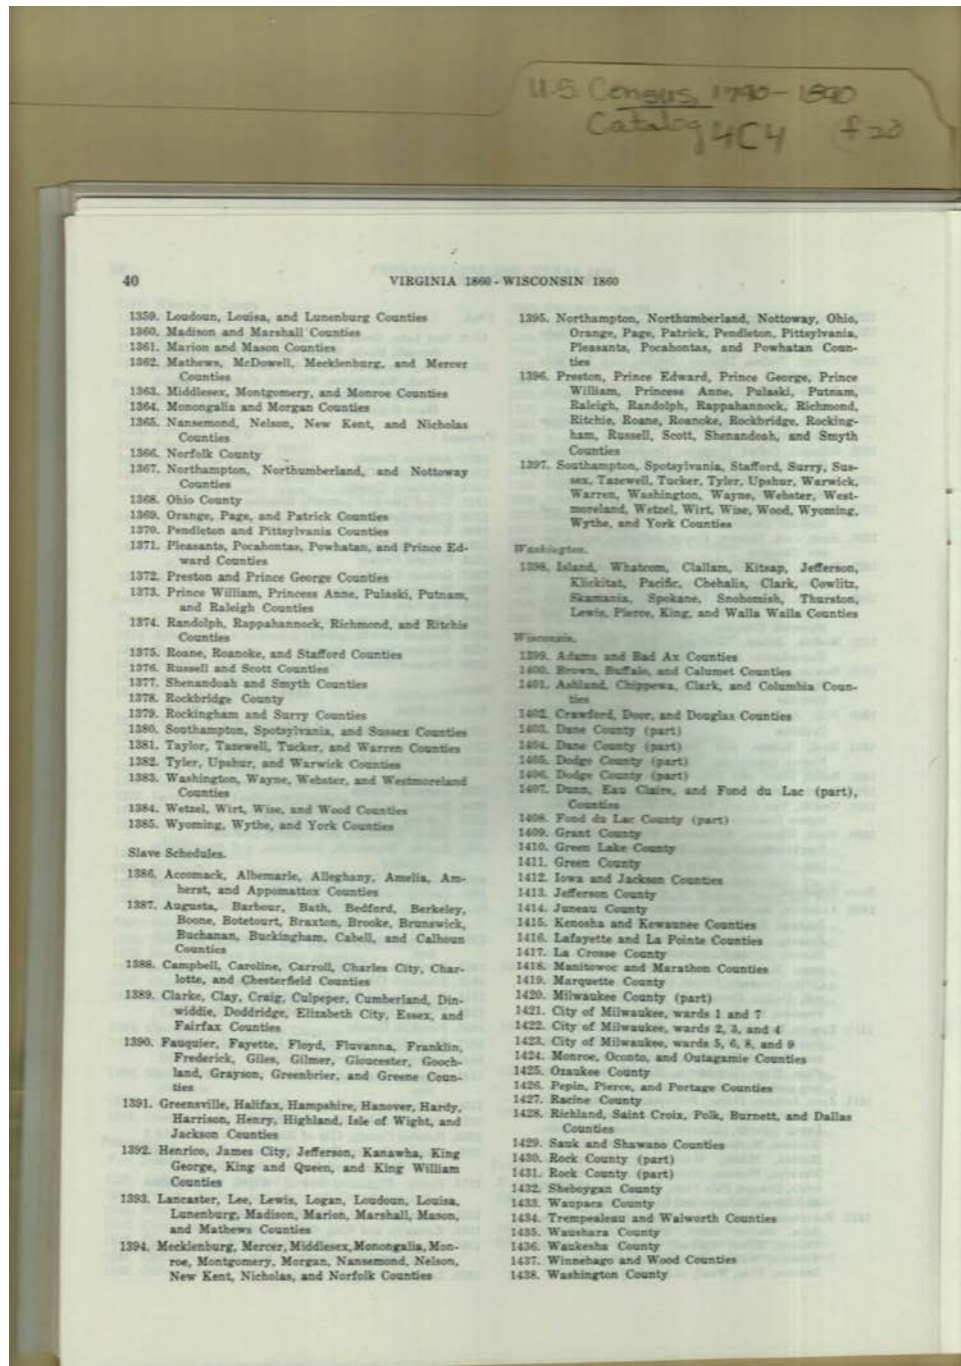 U.S. Census, 1790-1890
Catalog 4C4 f20
40
VIRGINIA 1860 - WISCONSIN 1860
1359. Loudoun, Louisa, and Lunenburg Counties
1360. Madison and Marshall Counties
1361. Marion and Mason Counties
1362. Mathews, McDowell, Mecklenburg, and Mercer
Counties
1363. Middlesex, Montgomery, and Monroe Counties
1364. Monongalia and Morgan Counties
1365. Nansemond, Nelson, New Kent, and Nicholas
Counties
1366. Norfolk County
1367. Northampton, Northumberland, and Nottoway
Counties
1368. Ohio County
1369. Orange, Page, and Patrick Counties
1370. Pendleton and Pittsylvania Counties
1371. Pleasants, Pocahontas, Powhatan, and Prince Ed-
ward Counties
1372. Preston and Prince George Counties
1373. Prince William, Princess Anne, Pulaski, Putnam,
and Raleigh Counties
1374. Randolph, Rappahannock, Richmond, and Ritchie
Counties
1375. Roane, Roanoke, and Stafford Counties
1376. Russell and Scott Counties
1377. Shenandoah and Smyth Counties
1378. Rockbridge County
1379. Rockingham and Surry Counties
1380. Southampton, Spotsylvania, and Sussex Counties
1381. Taylor, Tazewell, Tucker, and Warren Counties
1382. Tyler, Upshur, and Warwick Counties
1383. Washington, Wayne, Webster, and Westmoreland
Counties
1384. Wetzel, Wirt, Wise, and Wood Counties
1385. Wyoming, Wythe, and York Counties
Slave Schedules.
1386. Accomack, Albemarle, Alleghany, Amelia, Am-
herst, and Appomattox Counties
1387. Augusta, Barbour, Bath, Bedford, Berkeley,
Boone, Botetourt, Braxton, Brooke, Brunswick,
Buchanan, Buckingham, Cabell, and Calhoun
Counties
1388. Campbell, Caroline, Carroll, Charles City, Char-
lotte, and Chesterfield Counties
1389. Clarke, Clay, Craig, Culpeper, Cumberland, Din-
widdie, Doddridge, Elizabeth City, Essex, and
Fairfax Counties
1390. Fauquier, Fayette, Floyd, Fluvanna, Franklin,
Frederick, Giles, Gilmer, Gloucester, Gooch-
land, Grayson, Greenbrier, and Greene Coun-
ties
1391. Greensville, Halifax, Hampshire, Hanover, Hardy,
Harrison, Henry, Highland, Isle of Wight, and
Jackson Counties
1392. Henrico, James City, Jefferson, Kanawha, King
George, King and Queen, and King William
Counties
1393. Lancaster, Lee, Lewis, Logan, Loudoun, Louisa,
Lunenburg, Madison, Marion, Marshall, Mason,
and Mathews Counties
1394. Mecklenburg, Mercer, Middlesex, Monongalia, Mon-
roe, Montgomery, Morgan, Nansemond, Nelson,
New Kent, Nicholas, and Norfolk Counties
1395. Northampton, Northumberland, Nottoway, Ohio,
Orange, Page, Patrick, Pendleton, Pittsylvania,
Pleasants, Pocahontas, and Powhatan Coun-
ties
1396. Preston, Prince Edward, Prince George, Prince
William, Princess Anne, Pulaski, Putnam,
Raleigh, Randolph, Rappahannock, Richmond,
Ritchie, Roane, Roanoke, Rockbridge, Rocking-
ham, Russell, Scott, Shenandoah, and Smyth
Counties
1397. Southampton, Spotsylvania, Stafford, Surry, Sus-
sex, Tazewell, Tucker, Tyler, Upshur, Warwick,
Warren, Washington, Wayne, Webster, West-
moreland, Wetzel, Wirt, Wise, Wood, Wyoming,
Wythe, and York Counties
Washington.
1398. Island, Whatcom, Clallam, Kitsap, Jefferson,
Klickitat, Pacific, Chehalis, Clark, Cowlitz,
Skamania, Spokane, Snohomish, Thurston,
Lewis, Pierce, King, and Walla Walla Counties
Wisconsin.
1399. Adams and Bad Ax Counties
1400. Brown, Buffalo, and Calumet Counties
1401. Ashland, Chippewa, Clark, and Columbia Coun-
ties
1402. Crawford, Door, and Douglas Counties
1403. Dane County (part)
1404. Dane County (part)
1405. Dodge County (part)
1406. Dodge County (part)
1407. Dunn, Eau Claire, and Fond du Lac (part),
Counties
1408. Fond du Lac County (part)
1409. Grant County
1410. Green Lake County
1411. Green County
1412. Iowa and Jackson Counties
1413. Jefferson County
1414. Juneau County
1415. Kenosha and Kewaunee Counties
1416. Lafayette and La Pointe Counties
1417. La Crosse County
1418. Manitowoc and Marathon Counties
1419. Marquette County
1420. Milwaukee County (part)
1421. City of Milwaukee, wards 1 and 7
1422. City of Milwaukee, wards 2, 3, and 4
1423. City of Milwaukee, wards 5, 6, 8, and 9
1424. Monroe, Oconto, and Outagamie Counties
1425. Ozaukee County
1426. Pepin, Pierce, and Portage Counties
1427. Racine County
1428. Richland, Saint Croix, Polk, Burnett, and Dallas
Counties
1429. Sauk and Shawano Counties
1430. Rock County (part)
1431. Rock County (part)
1432. Sheboygan County
1433. Waupaca County
1434. Trempealeau and Walworth Counties
1435. Waushara County
1436. Waukesha County
1437. Winnebago and Wood Counties
1438. Washington County